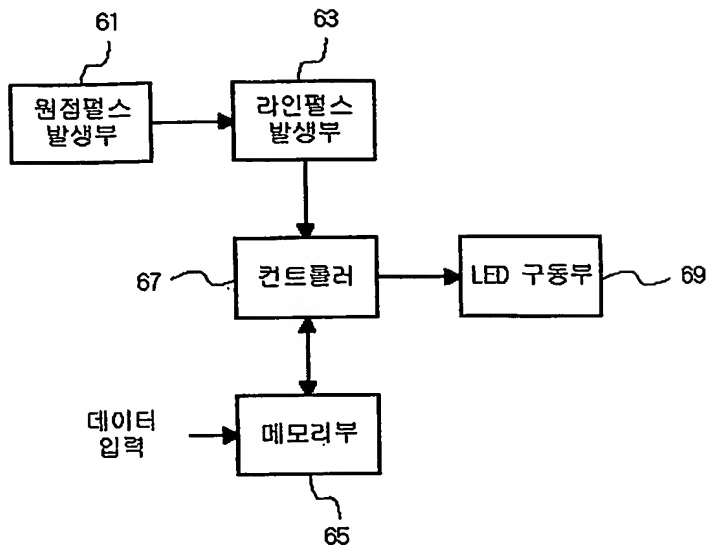 61
63
원점펄스
발생부
라인펄스
발생부
67
컨트롤러
LED 구동부
69
데이터
입력
메모리부
65